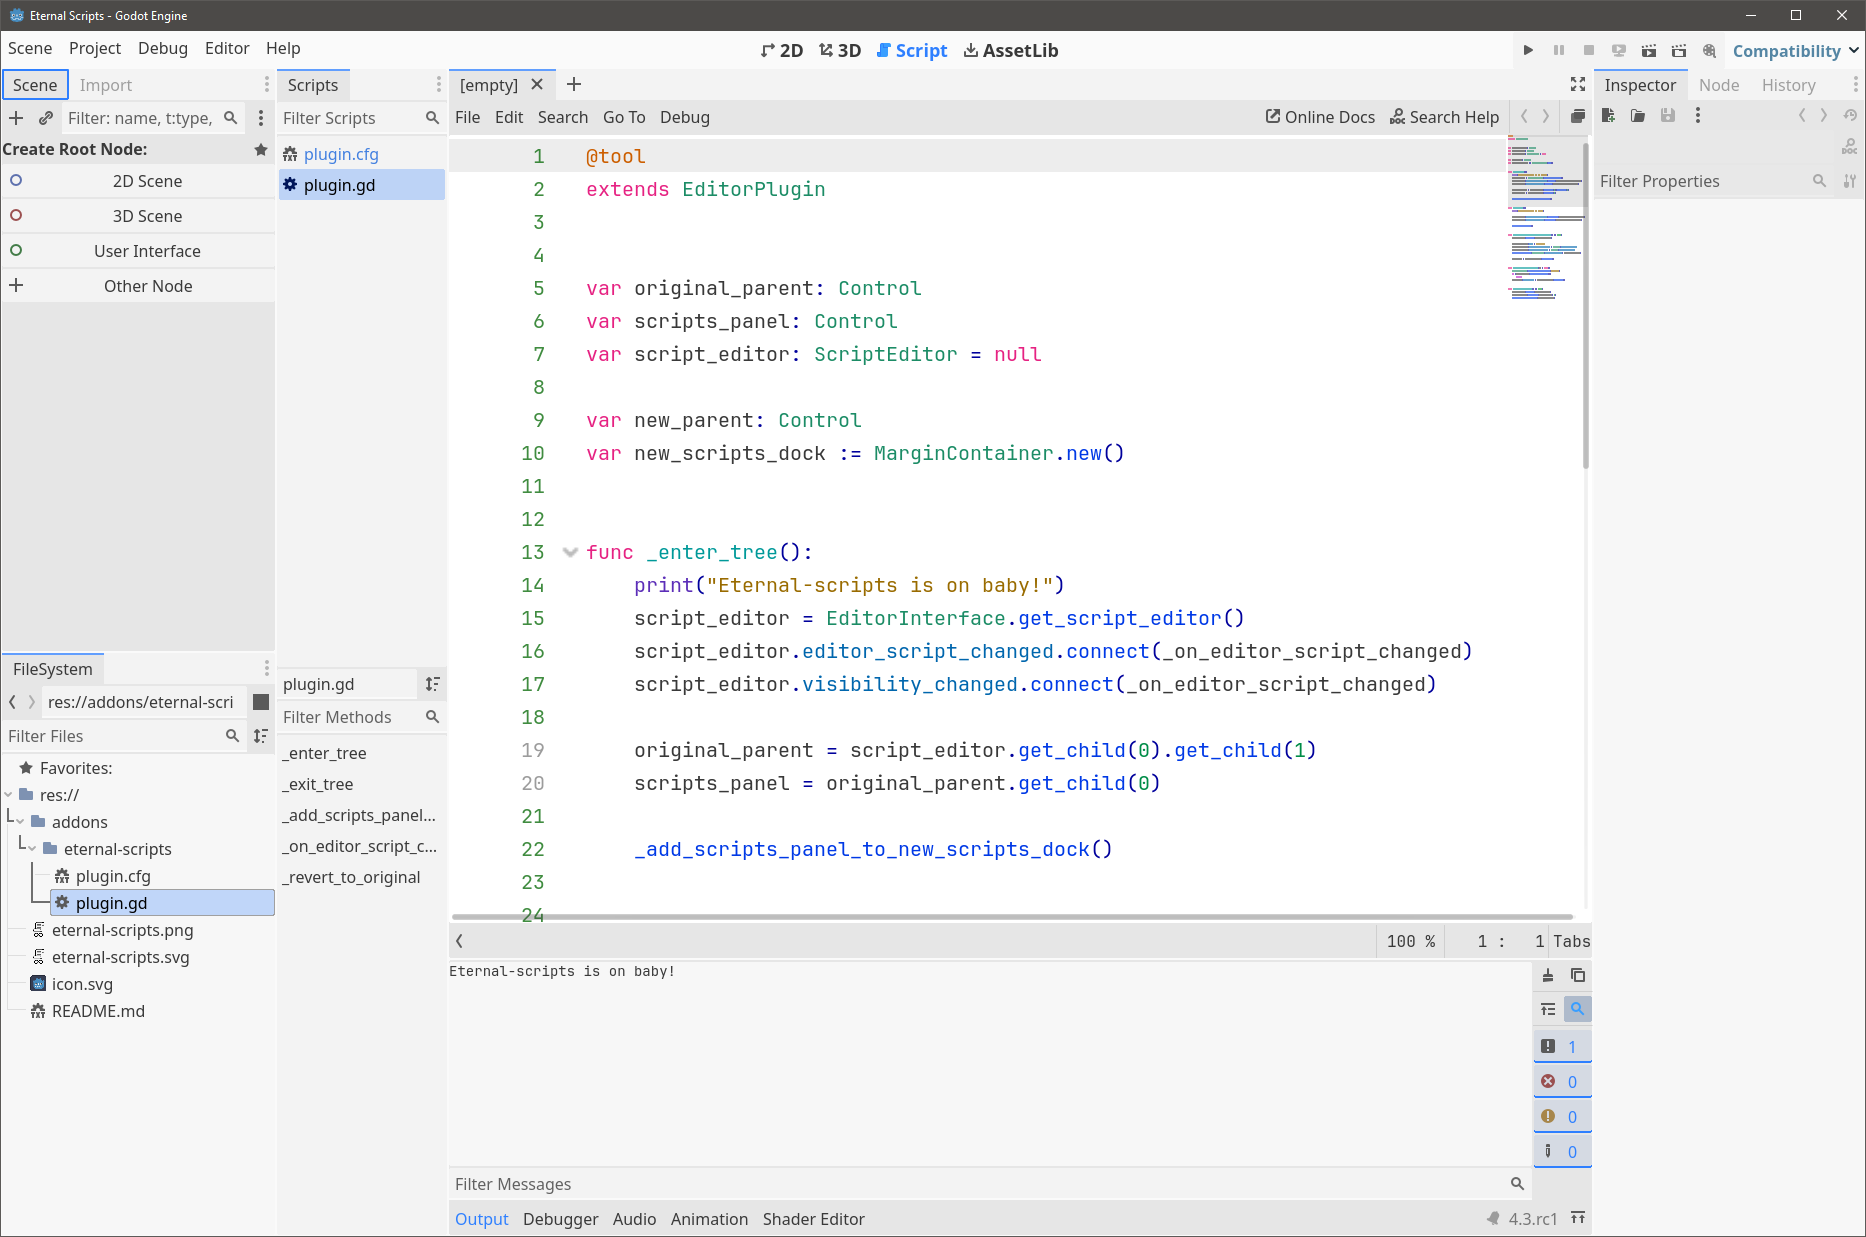 Eternal Scripts - Godot Engine
Scene Project Debug Editor Help
2D 3D Script AssetLib
Compatibility
Scene Import
Filter: name, t:type,
Create Root Node:
2D Scene
3D Scene
User Interface
Other Node
FileSystem
res://addons/eternal-scri
Filter Files
Favorites:
res://
addons
eternal-scripts
plugin.cfg
plugin.gd
eternal-scripts.png
eternal-scripts.svg
icon.svg
README.md
Scripts
Filter Scripts
plugin.cfg
plugin.gd
plugin.gd
Filter Methods
_enter_tree
_exit_tree
_add_scripts_panel...
_on_editor_script_c...
_revert_to_original
[empty]
File Edit Search Go To Debug
Online Docs Search Help
1 @tool
2 extends EditorPlugin
3
4
5 var original_parent: Control
6 var scripts_panel: Control
7 var script_editor: ScriptEditor = null
8
9 var new_parent: Control
10 var new_scripts_dock := MarginContainer.new()
11
12
13 func _enter_tree():
14 print("Eternal-scripts is on baby!")
15 script_editor = EditorInterface.get_script_editor()
16 script_editor.editor_script_changed.connect(_on_editor_script_changed)
17 script_editor.visibility_changed.connect(_on_editor_script_changed)
18
19 original_parent = script_editor.get_child(0).get_child(1)
20 scripts_panel = original_parent.get_child(0)
21
22 _add_scripts_panel_to_new_scripts_dock()
23
24
100 % 1 : 1 Tabs
Eternal-scripts is on baby!
1
0
0
0
Filter Messages
Output Debugger Audio Animation Shader Editor
4.3.rc1
Inspector Node History
DOC
Filter Properties